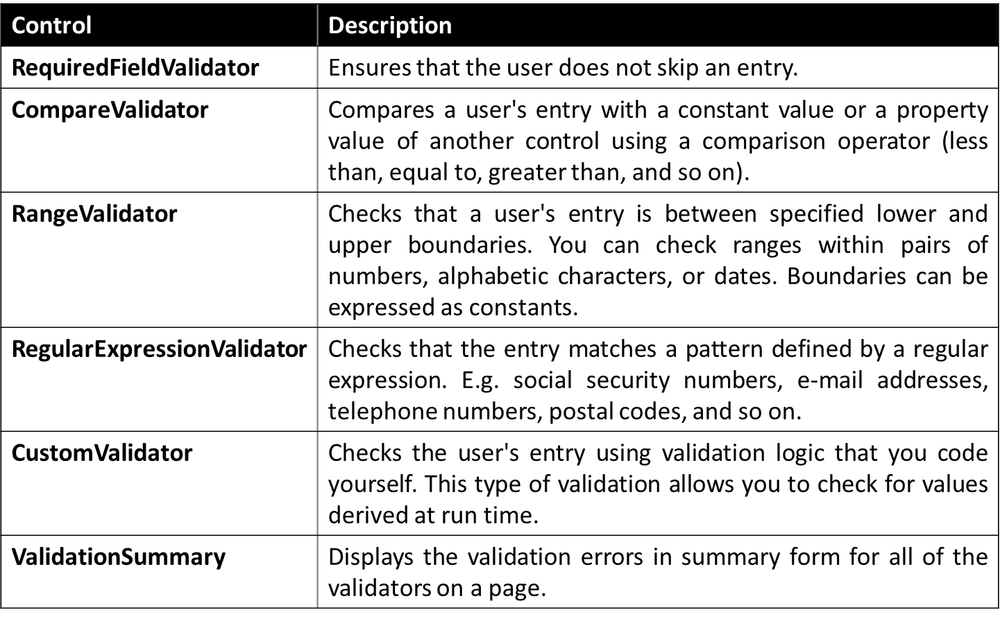 Control Description
RequiredFieldValidator Ensures that the user does not skip an entry.
CompareValidator Compares a user's entry with a constant value or a property
value of another control using a comparison operator (less
than, equal to, greater than, and so on).
RangeValidator Checks that a user's entry is between specified lower and
upper boundaries. You can check ranges within pairs of
numbers, alphabetic characters, or dates. Boundaries can be
expressed as constants.
RegularExpressionValidator Checks that the entry matches a pattern defined by a regular
expression. E.g. social security numbers, e-mail addresses,
telephone numbers, postal codes, and so on.
CustomValidator Checks the user's entry using validation logic that you code
yourself. This type of validation allows you to check for values
derived at run time.
ValidationSummary Displays the validation errors in summary form for all of the
validators on a page.